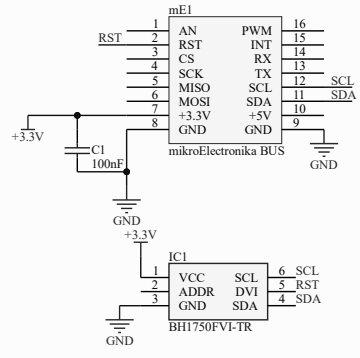 mE1
1 AN PWM 16
RST 2 RST INT 15
3 CS RX 14
4 SCK TX 13
5 MISO SCL 12 SCL
6 MOSI SDA 11 SDA
7 +3.3V +5V 10
8 GND GND 9
+3.3V
mikroElectronika BUS
C1
100nF
GND
GND
+3.3V
IC1
1 VCC SCL 6 SCL
2 ADDR DVI 5 RST
3 GND SDA 4 SDA
BH1750FVI-TR
GND